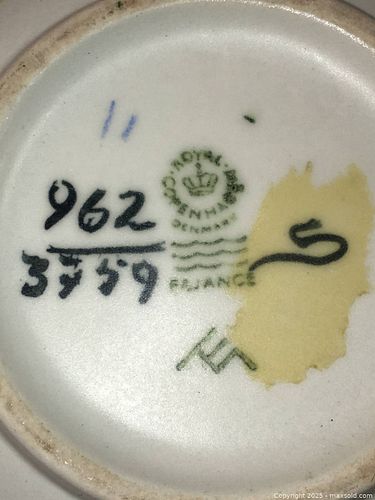 ROYAL
COPENHAGEN
DENMARK
962
3759
FAJANCE
Copyright 2025 - maxsold.com